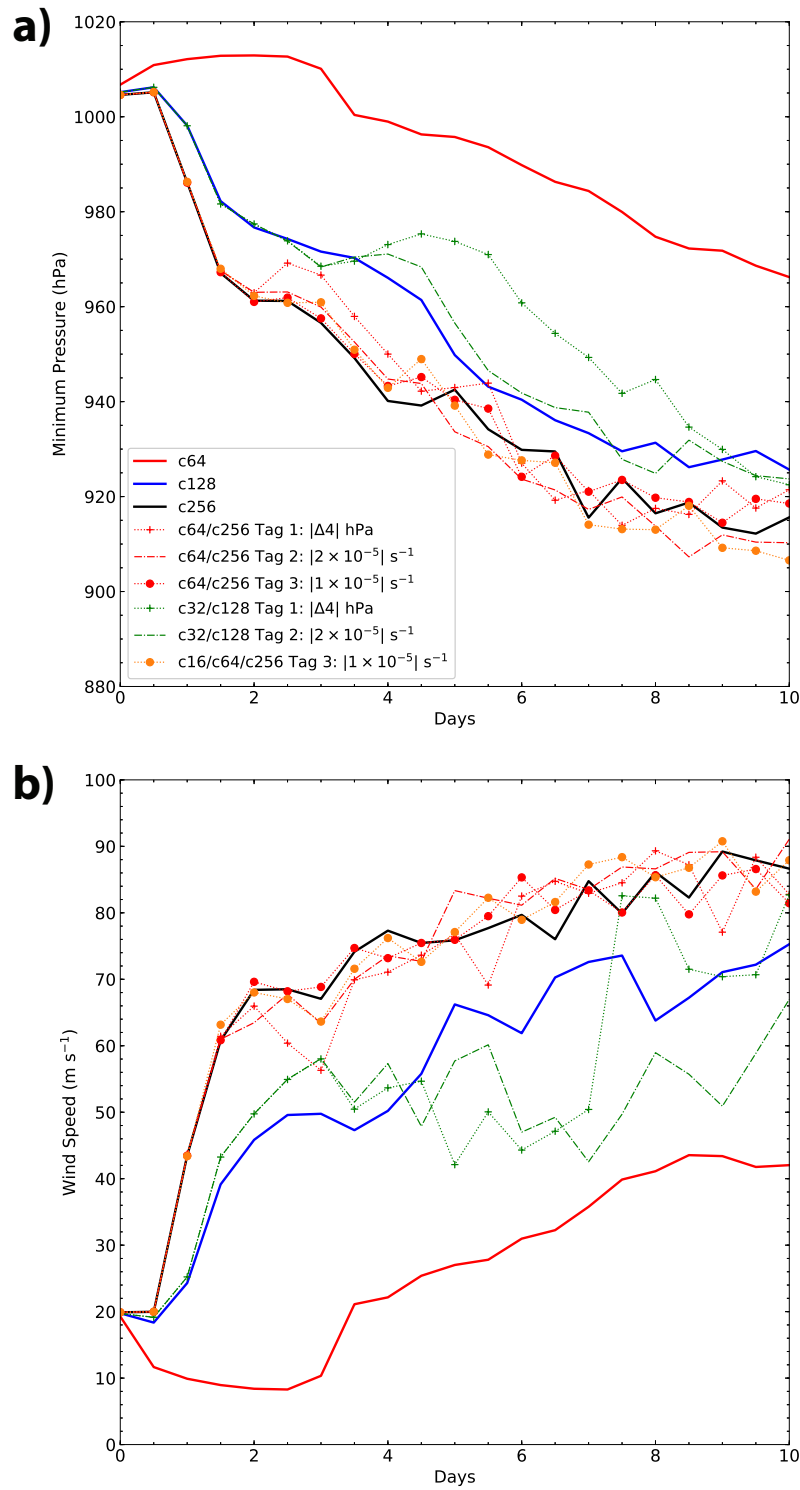 a)
1020
1000
980
960
940
920
900
880
Minimum Pressure (hPa)
c64
c128
c256
c64/c256 Tag 1: |Δ4| hPa
c64/c256 Tag 2: |2 × 10⁻⁵| s⁻¹
c64/c256 Tag 3: |1 × 10⁻⁵| s⁻¹
c32/c128 Tag 1: |Δ4| hPa
c32/c128 Tag 2: |2 × 10⁻⁵| s⁻¹
c16/c64/c256 Tag 3: |1 × 10⁻⁵| s⁻¹
0 2 4 6 8 10
Days
b)
100
90
80
70
60
50
40
30
20
10
0
Wind Speed (m s⁻¹)
0 2 4 6 8 10
Days